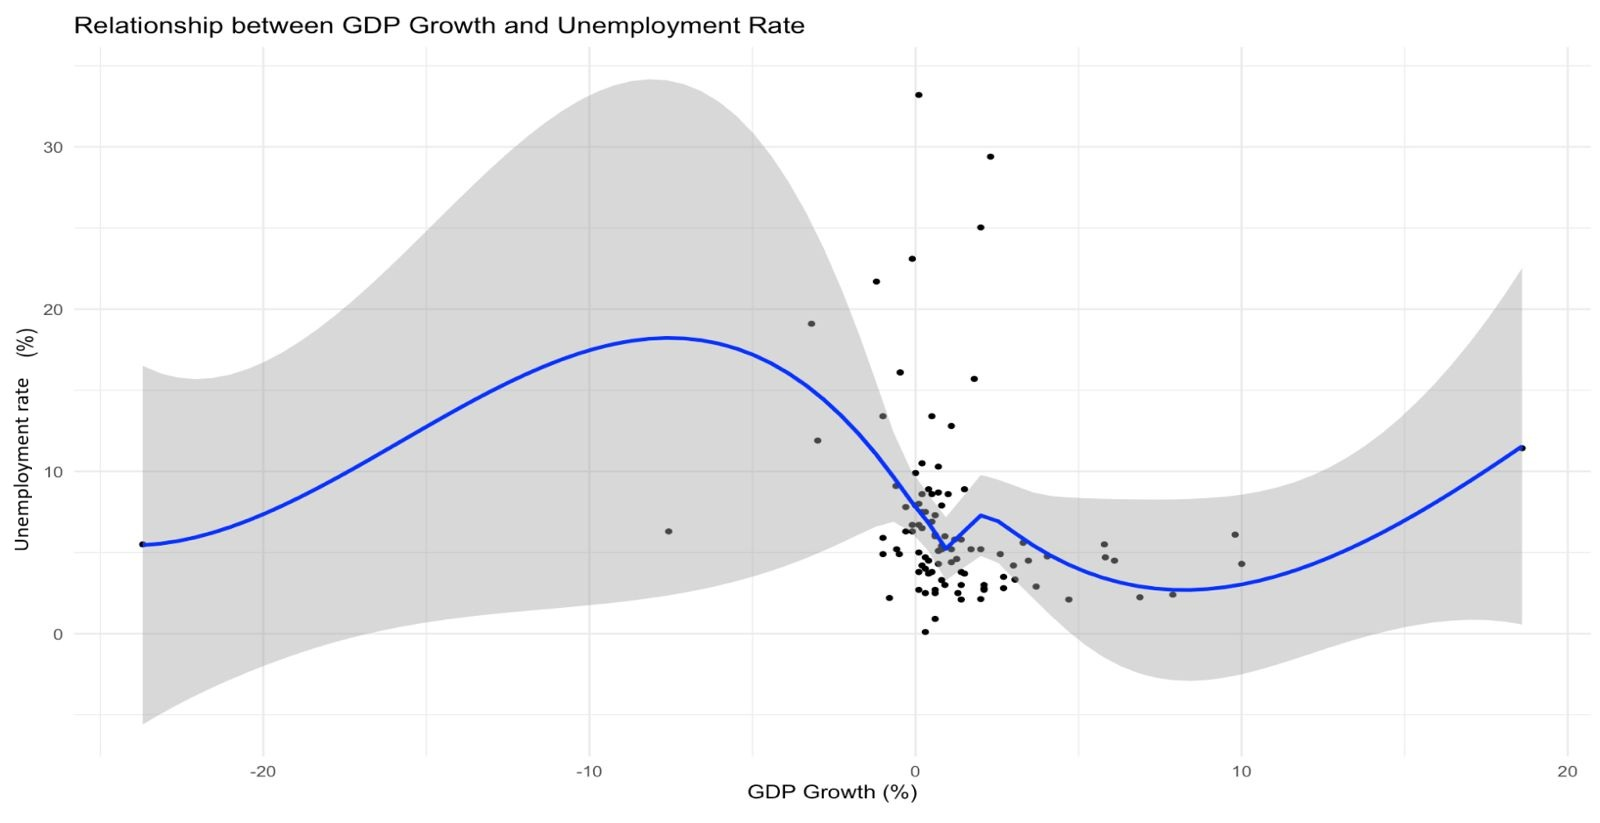 Relationship between GDP Growth and Unemployment Rate
Unemployment rate (%)
30
20
10
0
-20 -10 0 10 20
GDP Growth (%)